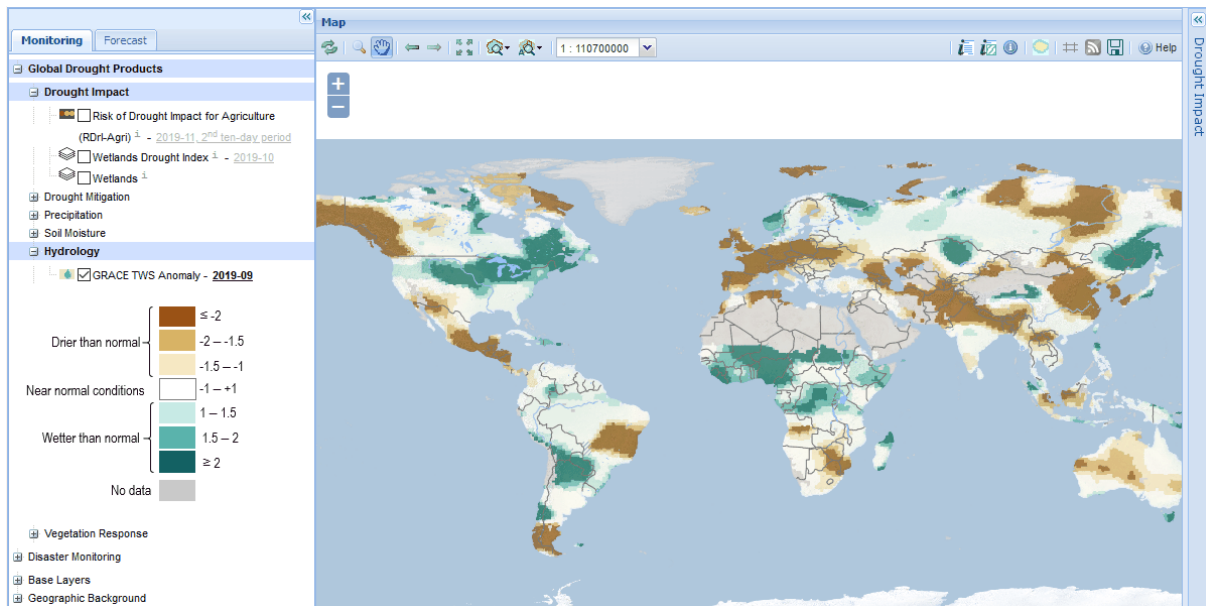 Map
Monitoring
Forecast
1 : 110700000
Help
Drought Impact
Global Drought Products
Drought Impact
Risk of Drought Impact for Agriculture
(RDrI-Agri) i - 2019-11, 2nd ten-day period
Wetlands Drought Index i - 2019-10
Wetlands i
Drought Mitigation
Precipitation
Soil Moisture
Hydrology
GRACE TWS Anomaly - 2019-09
≤ -2
Drier than normal
-2 – -1.5
-1.5 – -1
Near normal conditions
-1 – +1
1 – 1.5
Wetter than normal
1.5 – 2
≥ 2
No data
Vegetation Response
Disaster Monitoring
Base Layers
Geographic Background